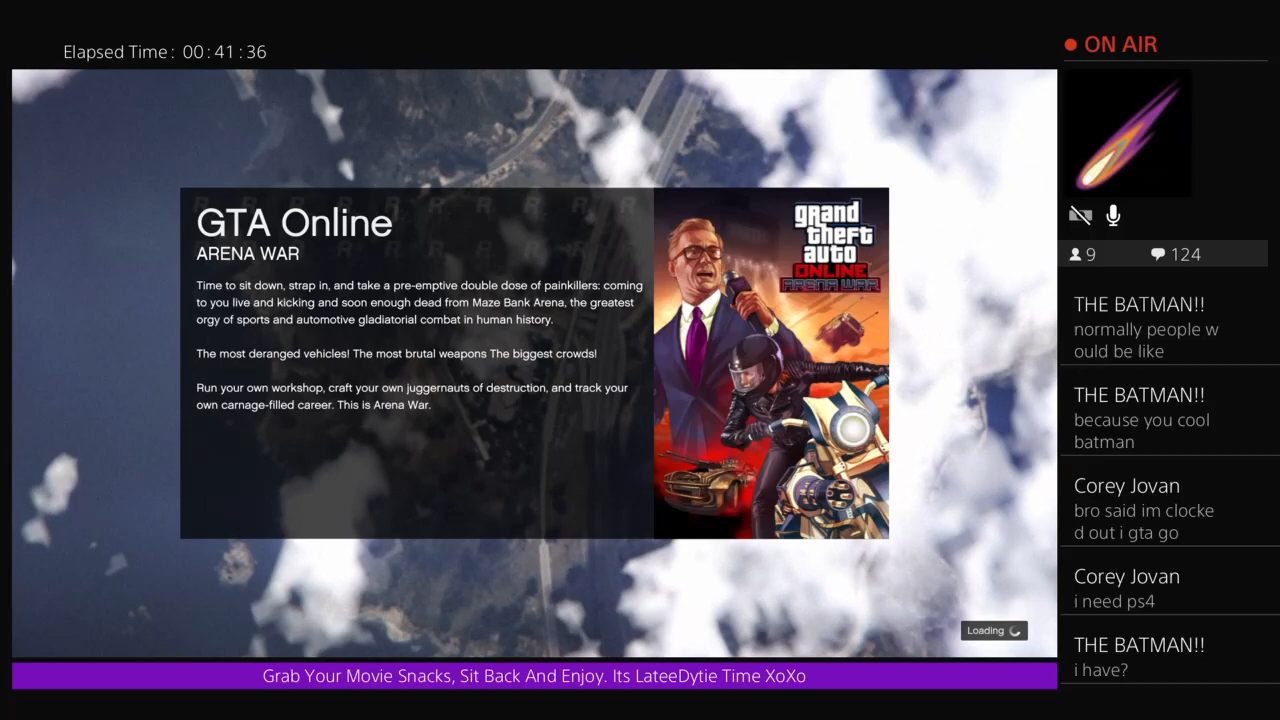 Elapsed Time: 00:41:36
ON AIR
9 124
GTA Online
ARENA WAR
Time to sit down, strap in, and take a pre-emptive double dose of painkillers: coming
to you live and kicking and soon enough dead from Maze Bank Arena, the greatest
orgy of sports and automotive gladiatorial combat in human history.
The most deranged vehicles! The most brutal weapons The biggest crowds!
Run your own workshop, craft your own juggernauts of destruction, and track your
own carnage-filled career. This is Arena War.
grand
theft
auto
ONLINE
ARENA WAR
Loading
THE BATMAN!!
normally people w
ould be like
THE BATMAN!!
because you cool
batman
Corey Jovan
bro said im clocke
d out i gta go
Corey Jovan
i need ps4
THE BATMAN!!
i have?
Grab Your Movie Snacks, Sit Back And Enjoy. Its LateeDytie Time XoXo